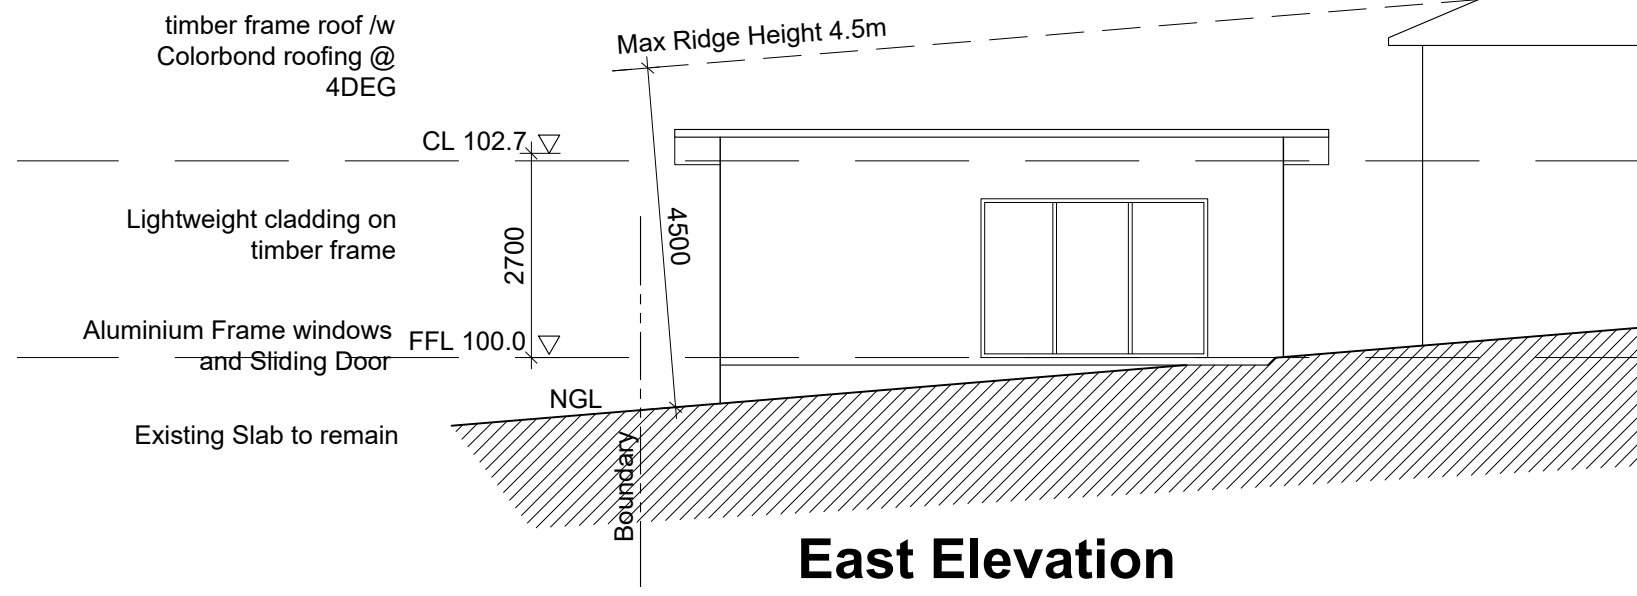 timber frame roof /w
Colorbond roofing @
4DEG
Max Ridge Height 4.5m
CL 102.7
Lightweight cladding on
timber frame
2700
4500
Aluminium Frame windows
and Sliding Door
FFL 100.0
NGL
Existing Slab to remain
Boundary
East Elevation